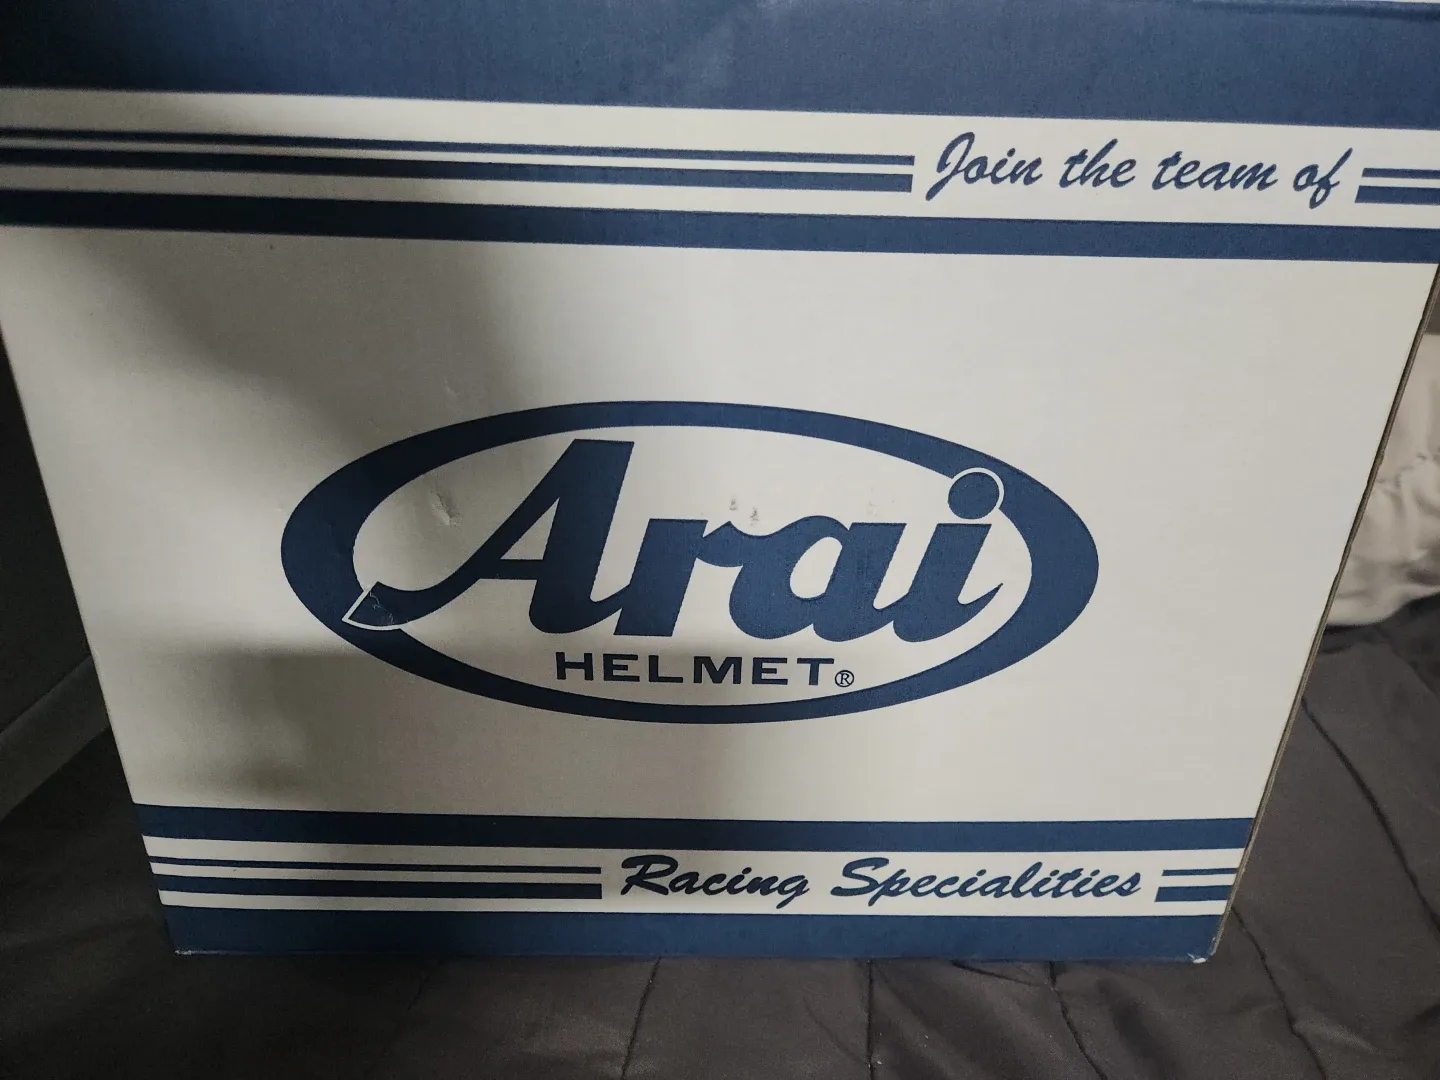 Join the team of
Arai
HELMET®
Racing Specialities